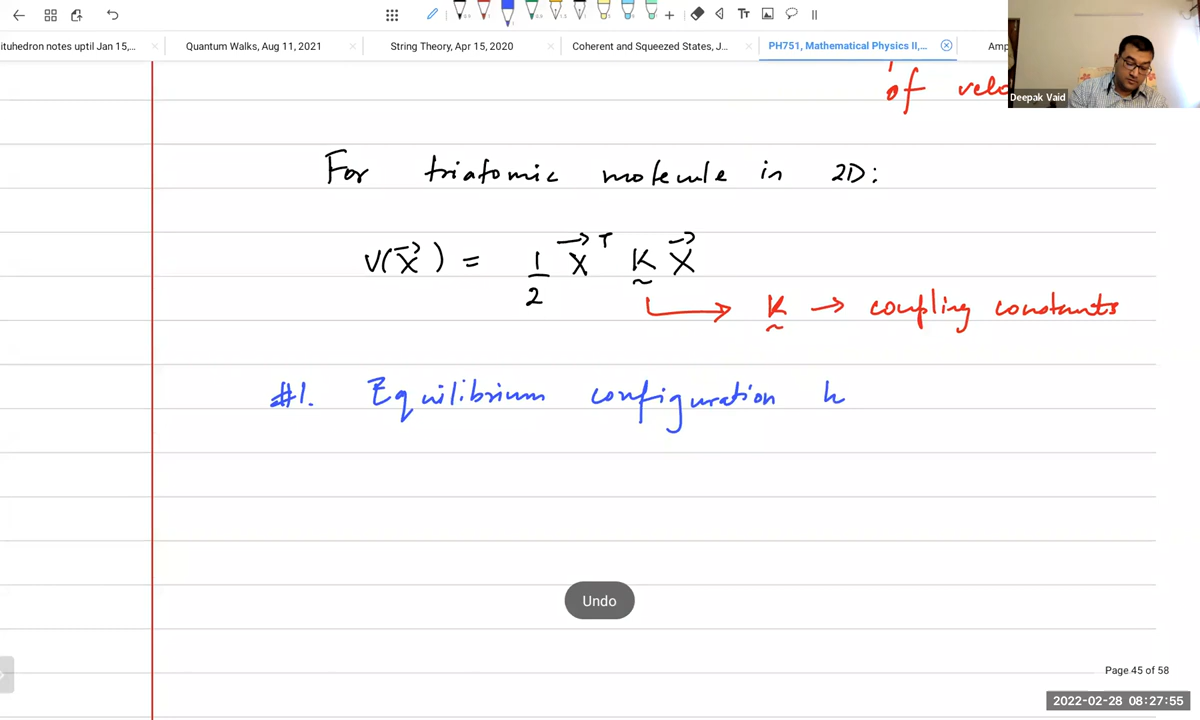 ituhedron notes uptil Jan 15,...
Quantum Walks, Aug 11, 2021
String Theory, Apr 15, 2020
Coherent and Squeezed States, J...
PH751, Mathematical Physics II,...
Amp
Deepak Vaid
of velo
For triatomic molecule in 2D:
V(X⃗) = 1/2 X⃗ᵀ K̰ X⃗
K̰ → coupling constants
#1. Equilibrium configuration h
Undo
Page 45 of 58
2022-02-28 08:27:55